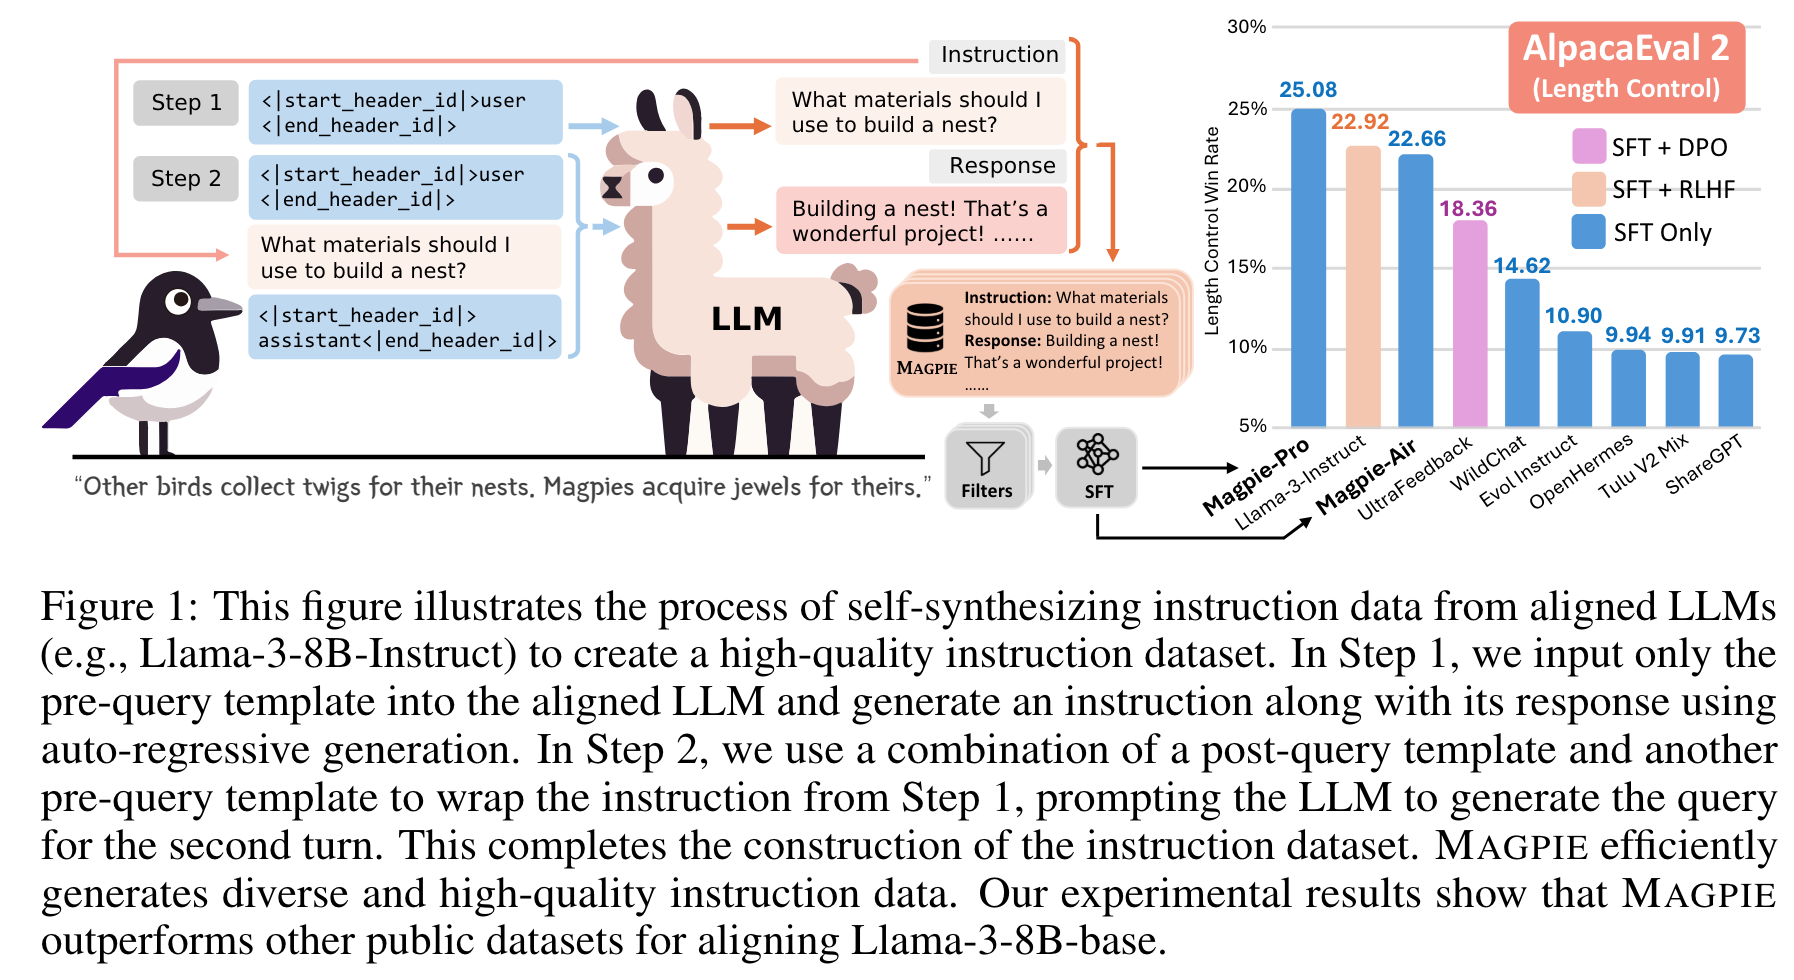 Step 1
<|start_header_id|>user
<|end_header_id|>
Step 2
<|start_header_id|>user
<|end_header_id|>
What materials should I
use to build a nest?
<|start_header_id|>
assistant<|end_header_id|>
LLM
Instruction
What materials should I
use to build a nest?
Response
Building a nest! That's a
wonderful project! ......
MAGPIE
Instruction: What materials
should I use to build a nest?
Response: Building a nest!
That's a wonderful project!
......
Filters
SFT
“Other birds collect twigs for their nests. Magpies acquire jewels for theirs.”
AlpacaEval 2
(Length Control)
SFT + DPO
SFT + RLHF
SFT Only
Length Control Win Rate
30%
25%
20%
15%
10%
5%
25.08
22.92
22.66
18.36
14.62
10.90
9.94
9.91
9.73
Magpie-Pro
Llama-3-Instruct
Magpie-Air
UltraFeedback
WildChat
Evol Instruct
OpenHermes
Tulu V2 Mix
ShareGPT
Figure 1: This figure illustrates the process of self-synthesizing instruction data from aligned LLMs
(e.g., Llama-3-8B-Instruct) to create a high-quality instruction dataset. In Step 1, we input only the
pre-query template into the aligned LLM and generate an instruction along with its response using
auto-regressive generation. In Step 2, we use a combination of a post-query template and another
pre-query template to wrap the instruction from Step 1, prompting the LLM to generate the query
for the second turn. This completes the construction of the instruction dataset. MAGPIE efficiently
generates diverse and high-quality instruction data. Our experimental results show that MAGPIE
outperforms other public datasets for aligning Llama-3-8B-base.